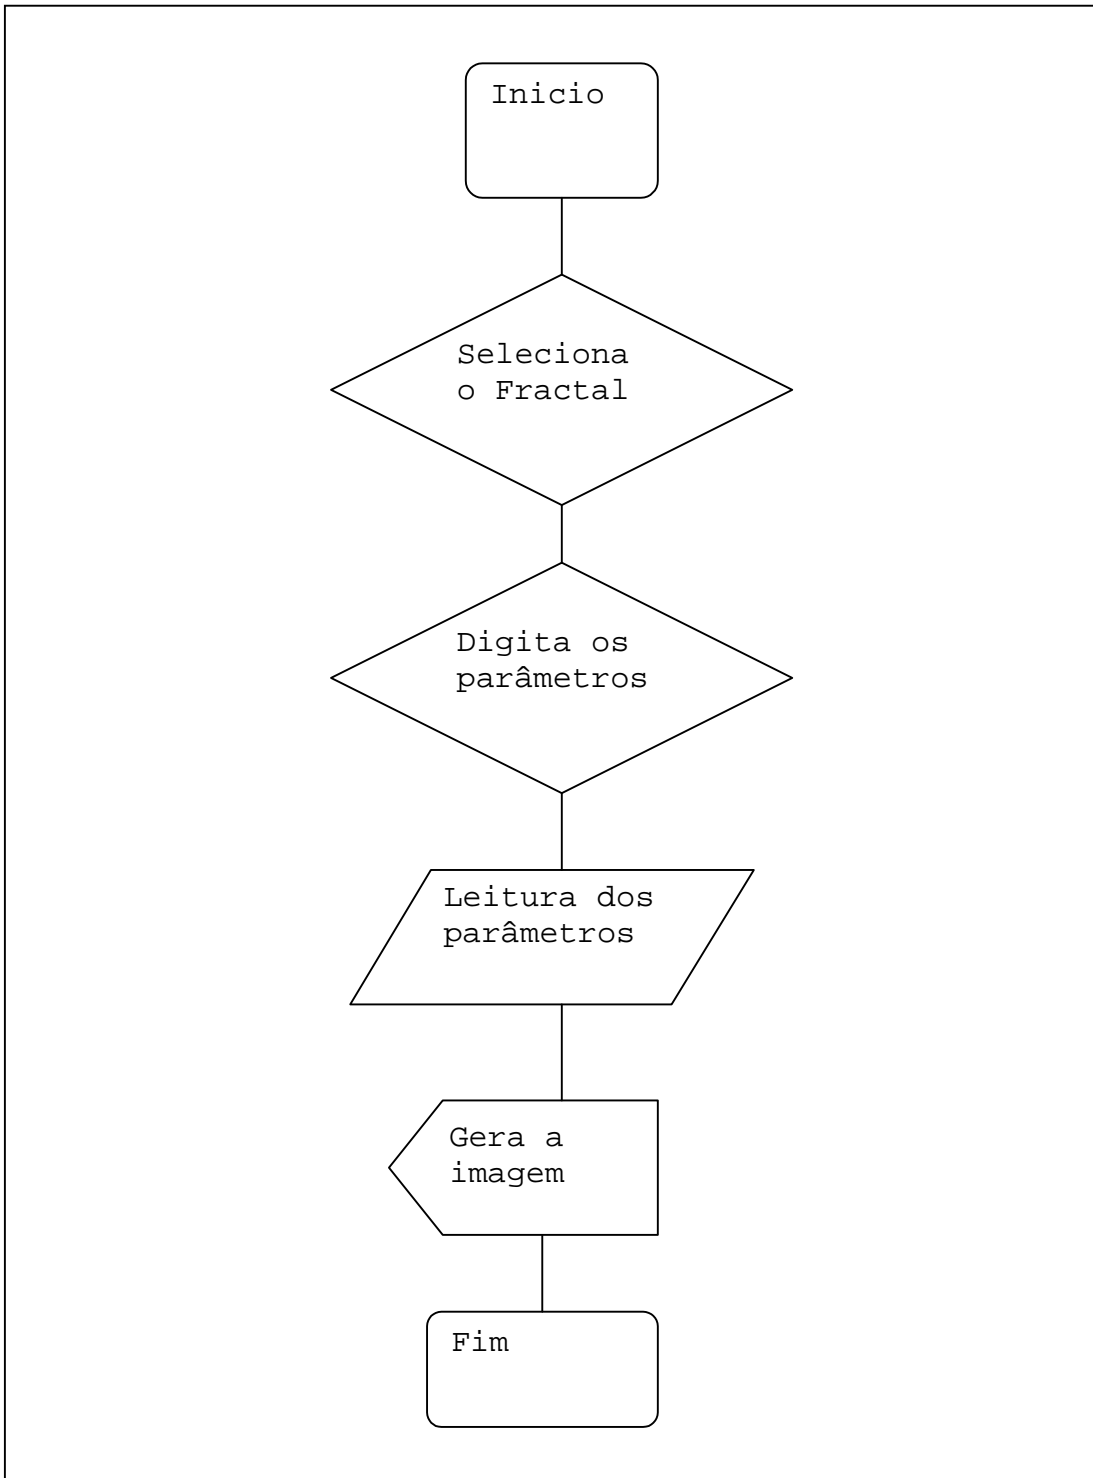 Inicio
Seleciona
o Fractal
Digita os
parâmetros
Leitura dos
parâmetros
Gera a
imagem
Fim